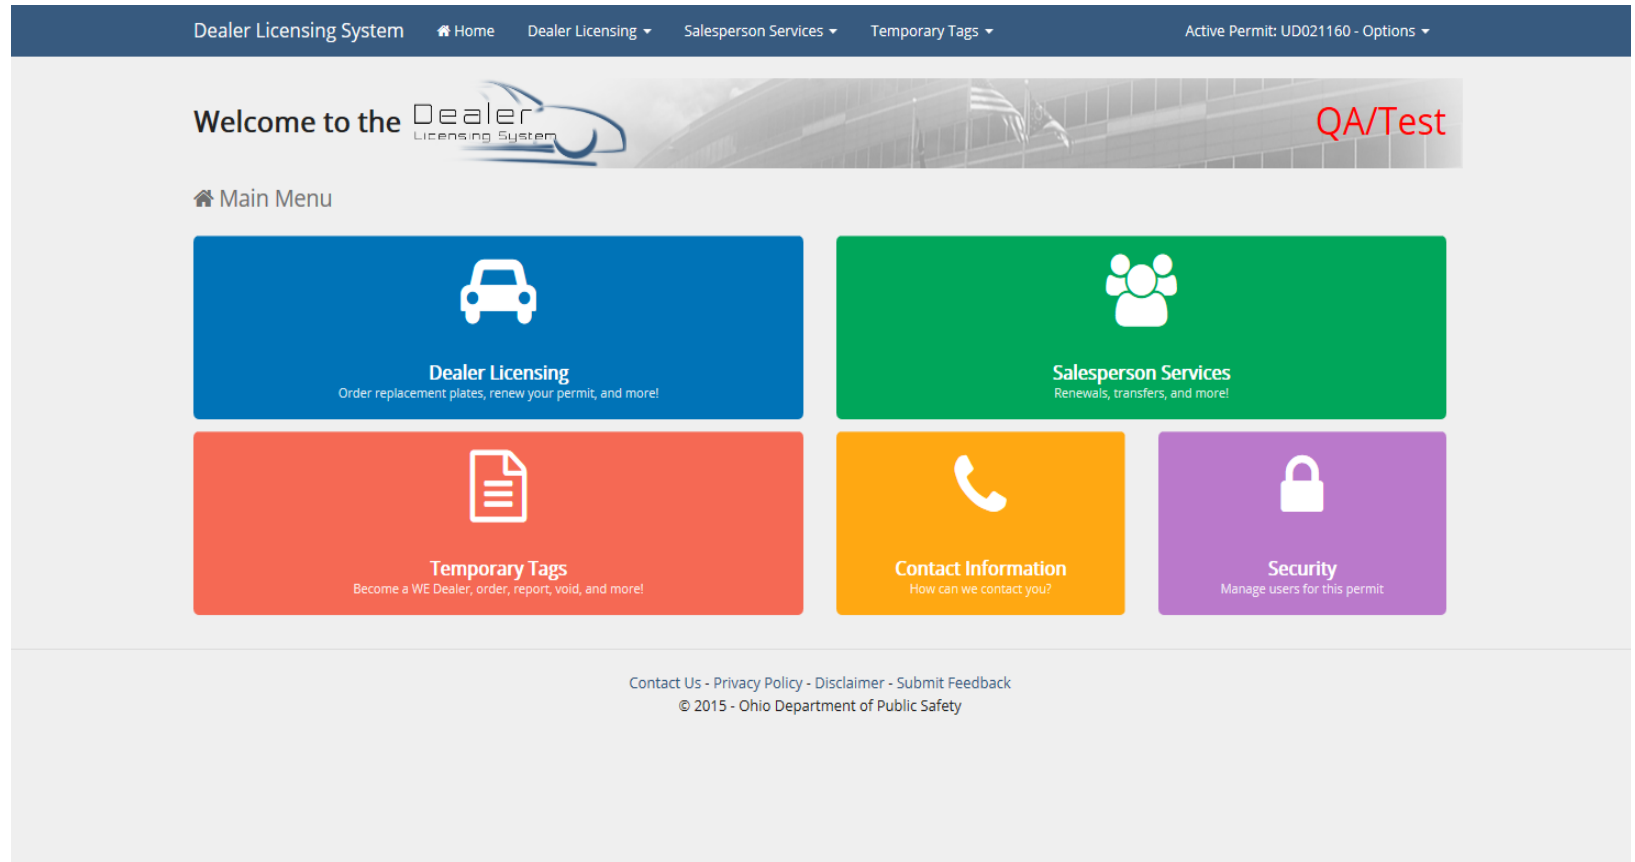 Dealer Licensing System Home Dealer Licensing Salesperson Services Temporary Tags Active Permit: UD021160 - Options
Welcome to the Dealer Licensing System QA/Test
Main Menu
Dealer Licensing
Order replacement plates, renew your permit, and more!
Salesperson Services
Renewals, transfers, and more!
Temporary Tags
Become a WE Dealer, order, report, void, and more!
Contact Information
How can we contact you?
Security
Manage users for this permit
Contact Us - Privacy Policy - Disclaimer - Submit Feedback
© 2015 - Ohio Department of Public Safety